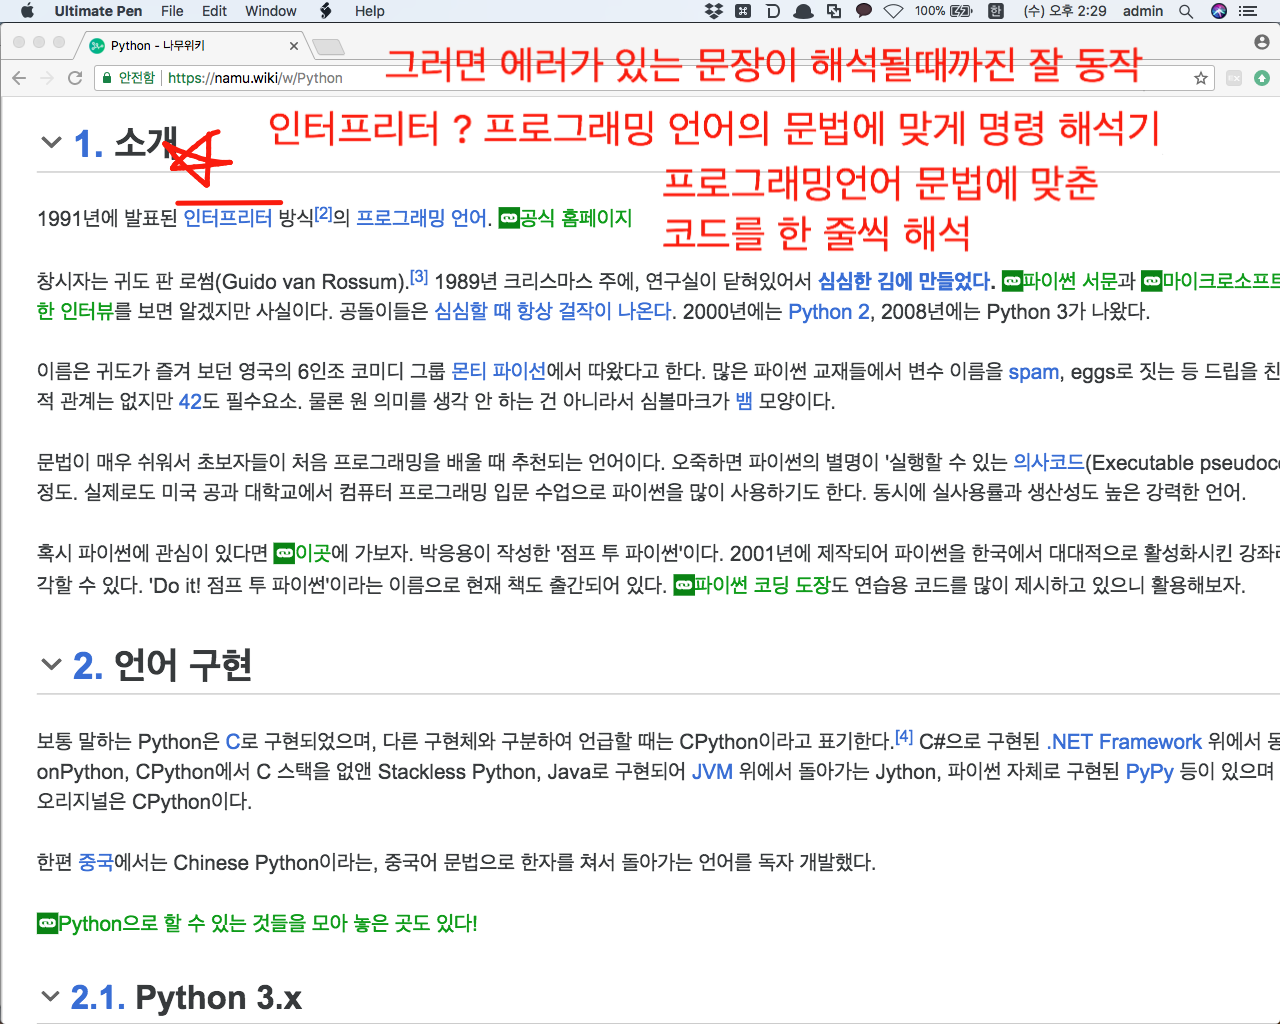 Ultimate Pen File Edit Window Help 100% 한 (수) 오후 2:29 admin
Python - 나무위키
그러면 에러가 있는 문장이 해석될때까진 잘 동작
안전함 https://namu.wiki/w/Python
인터프리터 ? 프로그래밍 언어의 문법에 맞게 명령 해석기
1. 소개
프로그래밍언어 문법에 맞춘
코드를 한 줄씩 해석
1991년에 발표된 인터프리터 방식[2]의 프로그래밍 언어. 공식 홈페이지
창시자는 귀도 판 로썸(Guido van Rossum).[3] 1989년 크리스마스 주에, 연구실이 닫혀있어서 심심한 김에 만들었다. 파이썬 서문과 마이크로소프트
한 인터뷰를 보면 알겠지만 사실이다. 공돌이들은 심심할 때 항상 걸작이 나온다. 2000년에는 Python 2, 2008년에는 Python 3가 나왔다.
이름은 귀도가 즐겨 보던 영국의 6인조 코미디 그룹 몬티 파이선에서 따왔다고 한다. 많은 파이썬 교재들에서 변수 이름을 spam, eggs로 짓는 등 드립을 친
적 관계는 없지만 42도 필수요소. 물론 원 의미를 생각 안 하는 건 아니라서 심볼마크가 뱀 모양이다.
문법이 매우 쉬워서 초보자들이 처음 프로그래밍을 배울 때 추천되는 언어이다. 오죽하면 파이썬의 별명이 '실행할 수 있는 의사코드(Executable pseudoco
정도. 실제로도 미국 공과 대학교에서 컴퓨터 프로그래밍 입문 수업으로 파이썬을 많이 사용하기도 한다. 동시에 실사용률과 생산성도 높은 강력한 언어.
혹시 파이썬에 관심이 있다면 이곳에 가보자. 박응용이 작성한 '점프 투 파이썬'이다. 2001년에 제작되어 파이썬을 한국에서 대대적으로 활성화시킨 강좌라
각할 수 있다. 'Do it! 점프 투 파이썬'이라는 이름으로 현재 책도 출간되어 있다. 파이썬 코딩 도장도 연습용 코드를 많이 제시하고 있으니 활용해보자.
2. 언어 구현
보통 말하는 Python은 C로 구현되었으며, 다른 구현체와 구분하여 언급할 때는 CPython이라고 표기한다.[4] C#으로 구현된 .NET Framework 위에서 동
onPython, CPython에서 C 스택을 없앤 Stackless Python, Java로 구현되어 JVM 위에서 돌아가는 Jython, 파이썬 자체로 구현된 PyPy 등이 있으며
오리지널은 CPython이다.
한편 중국에서는 Chinese Python이라는, 중국어 문법으로 한자를 쳐서 돌아가는 언어를 독자 개발했다.
Python으로 할 수 있는 것들을 모아 놓은 곳도 있다!
2.1. Python 3.x